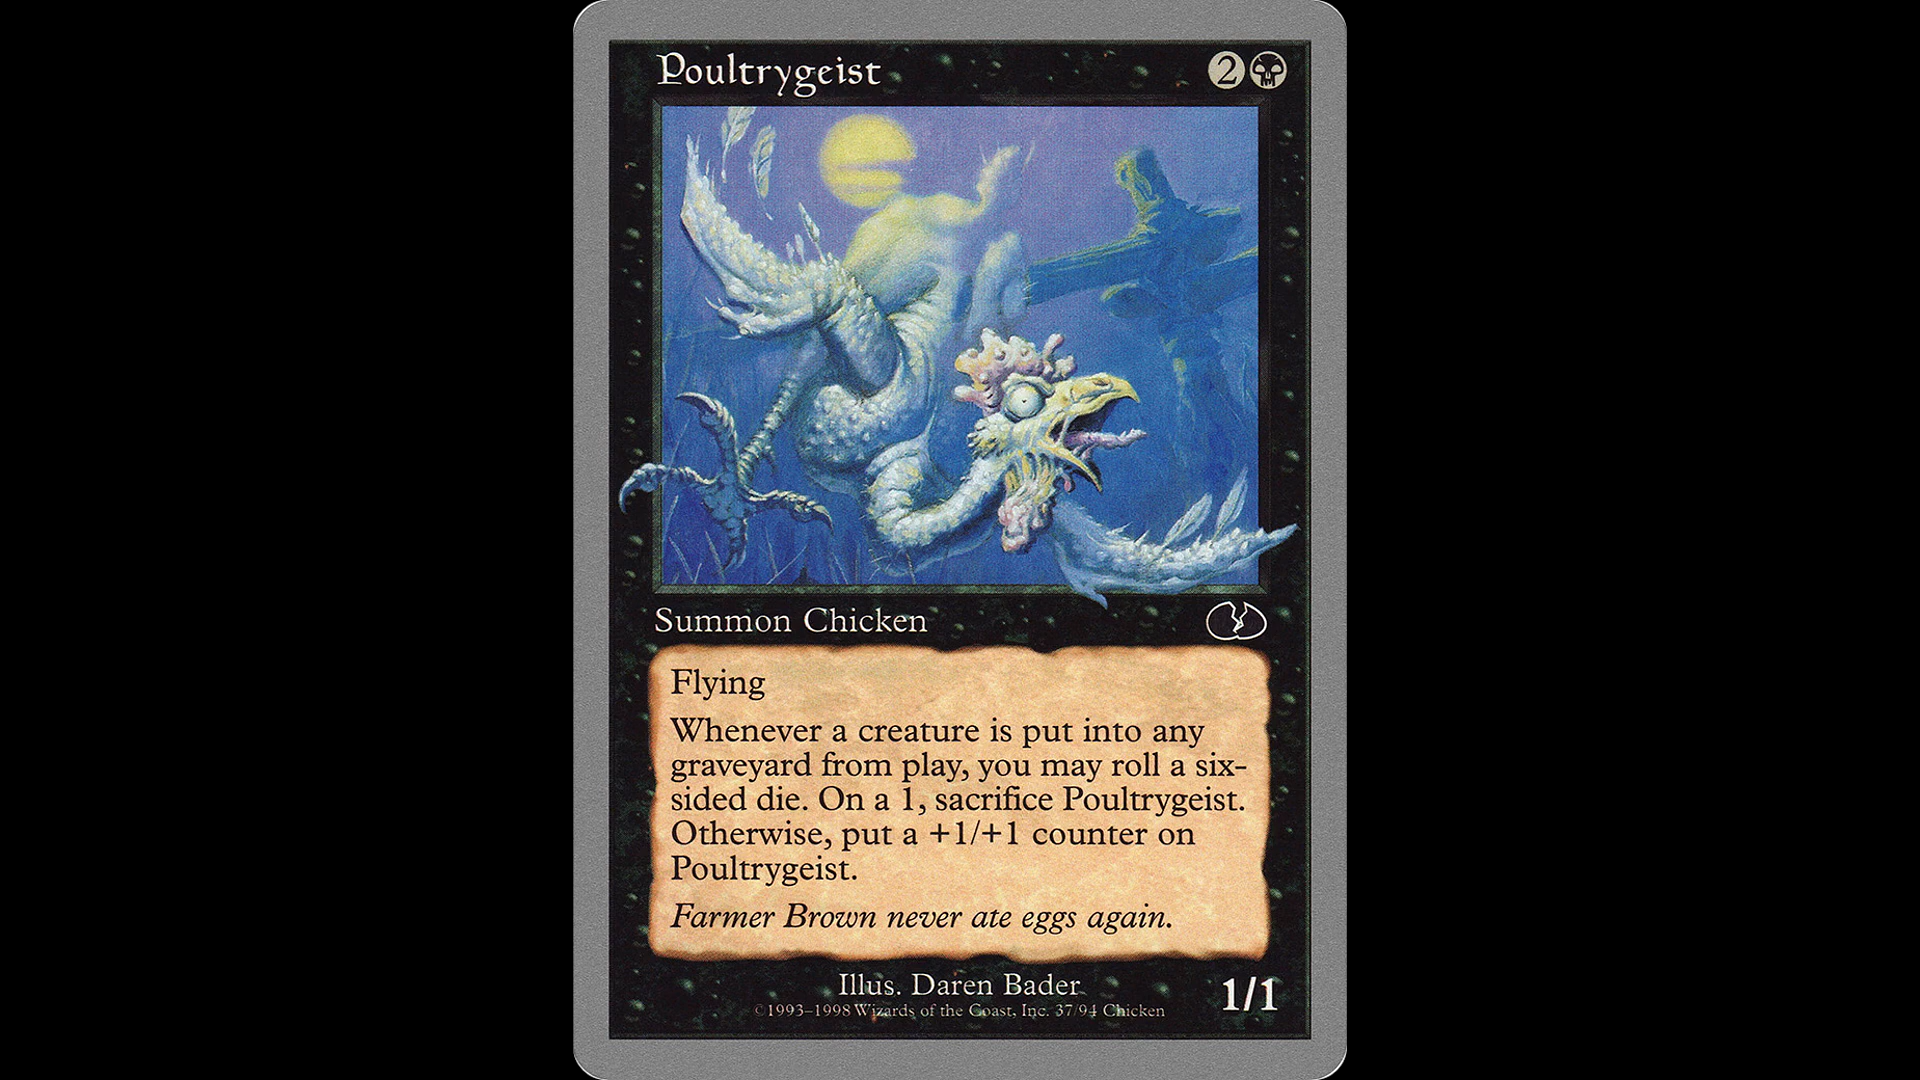 Poultrygeist
2
Summon Chicken
Flying
Whenever a creature is put into any
graveyard from play, you may roll a six-
sided die. On a 1, sacrifice Poultrygeist.
Otherwise, put a +1/+1 counter on
Poultrygeist.
Farmer Brown never ate eggs again.
Illus. Daren Bader
©1993–1998 Wizards of the Coast, Inc. 37/94 Chicken
1/1